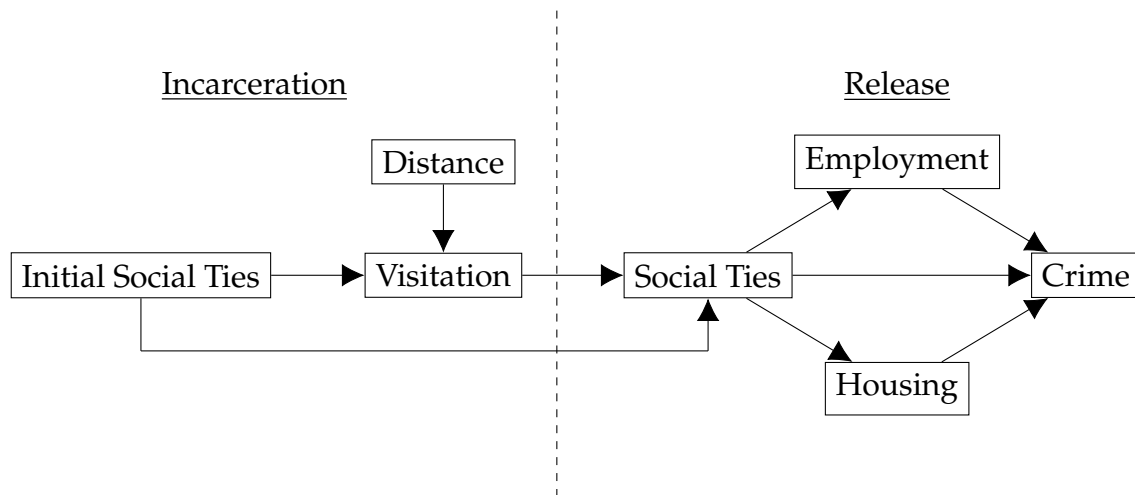 Incarceration
Release
Distance
Employment
Initial Social Ties
Visitation
Social Ties
Crime
Housing